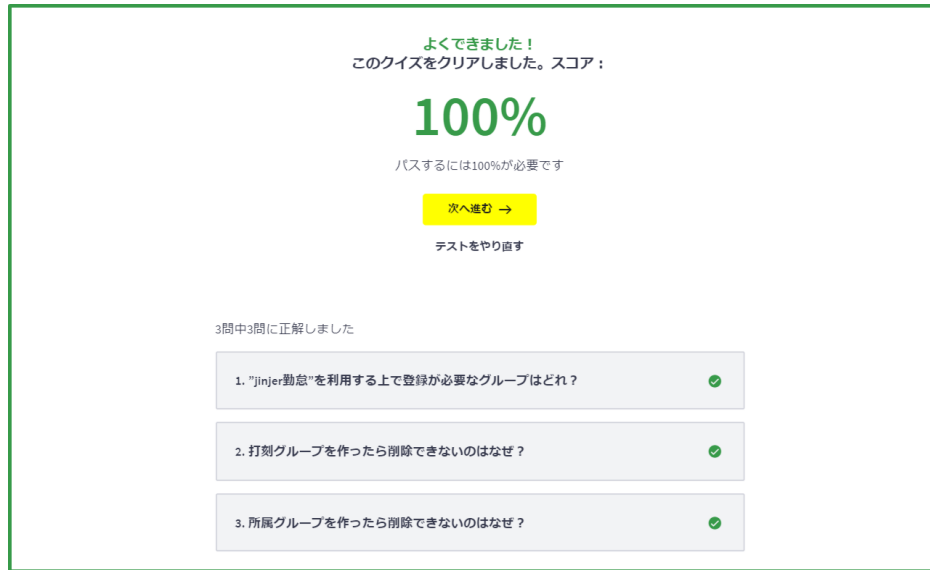 よくできました！
このクイズをクリアしました。スコア：
100%
パスするには100%が必要です
次へ進む →
テストをやり直す
3問中3問に正解しました
1. ”jinjer勤怠”を利用する上で登録が必要なグループはどれ？
2. 打刻グループを作ったら削除できないのはなぜ？
3. 所属グループを作ったら削除できないのはなぜ？